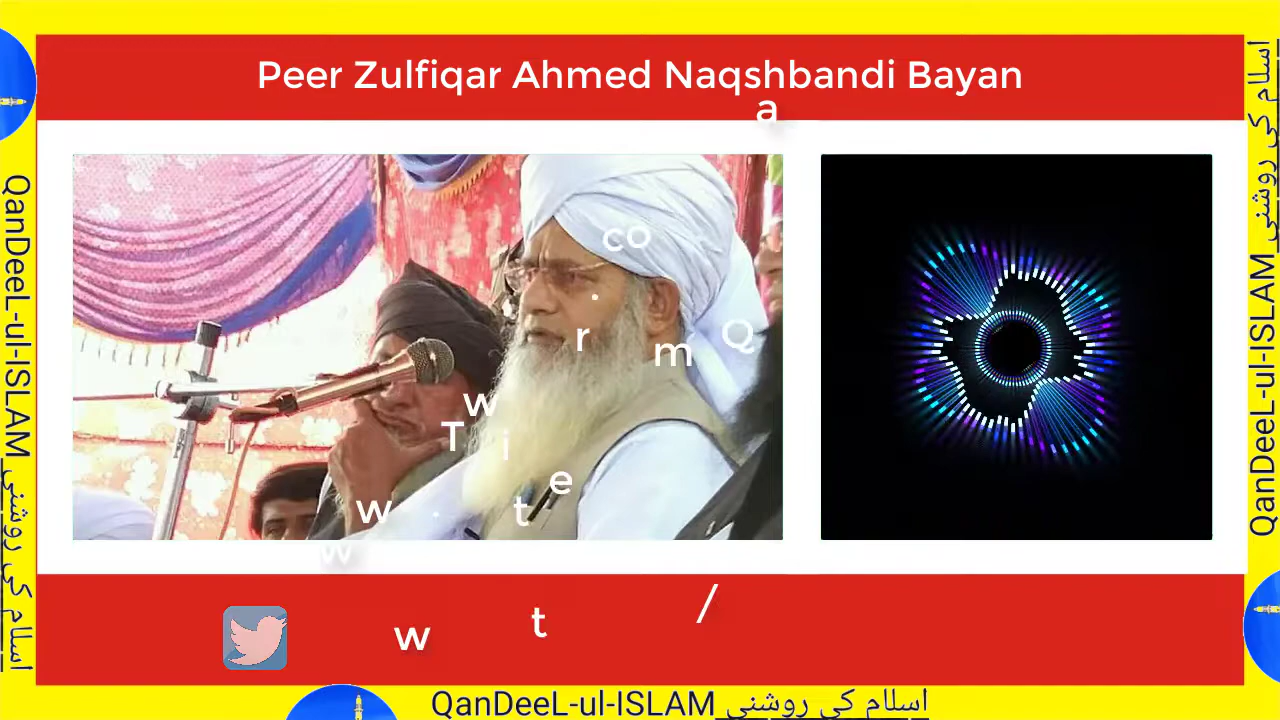 Peer Zulfiqar Ahmed Naqshbandi Bayan
a
co
.
r
m
Q
w
T
i
e
w
.
t
w
w
t
/
QanDeeL-ul-ISLAM اسلام کی روشنی
QanDeeL-ul-ISLAM اسلام کی روشنی
QanDeeL-ul-ISLAM اسلام کی روشنی